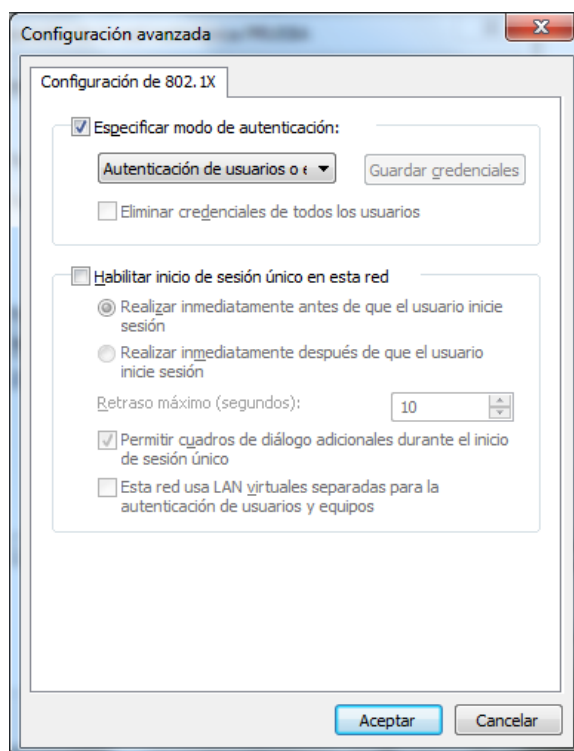 Configuración avanzada
Configuración de 802.1X
Especificar modo de autenticación:
Autenticación de usuarios o e
Guardar credenciales
Eliminar credenciales de todos los usuarios
Habilitar inicio de sesión único en esta red
Realizar inmediatamente antes de que el usuario inicie
sesión
Realizar inmediatamente después de que el usuario
inicie sesión
Retraso máximo (segundos):
10
Permitir cuadros de diálogo adicionales durante el inicio
de sesión único
Esta red usa LAN virtuales separadas para la
autenticación de usuarios y equipos
Aceptar
Cancelar